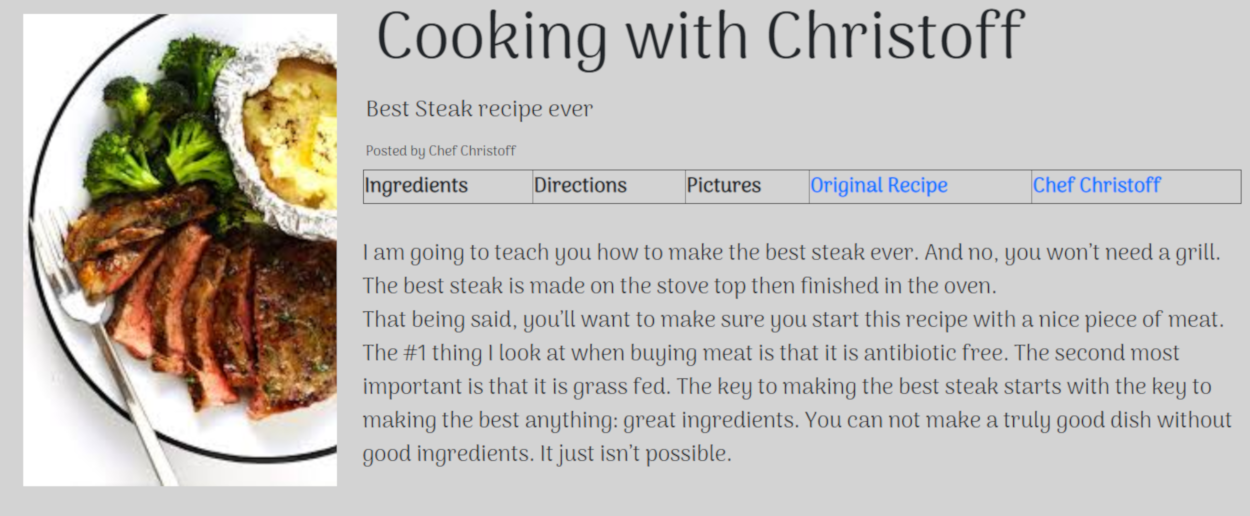 Cooking with Christoff
Best Steak recipe ever
Posted by Chef Christoff
Ingredients Directions Pictures Original Recipe Chef Christoff
I am going to teach you how to make the best steak ever. And no, you won't need a grill.
The best steak is made on the stove top then finished in the oven.
That being said, you'll want to make sure you start this recipe with a nice piece of meat.
The #1 thing I look at when buying meat is that it is antibiotic free. The second most
important is that it is grass fed. The key to making the best steak starts with the key to
making the best anything: great ingredients. You can not make a truly good dish without
good ingredients. It just isn't possible.